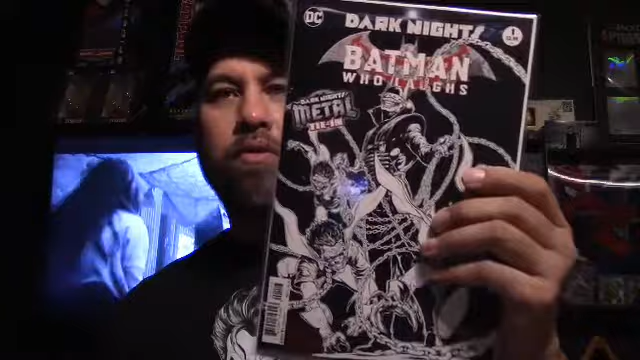 DC
DARK NIGHTS
1
BATMAN
WHO LAUGHS
DARK NIGHTS
METAL
TIE-IN